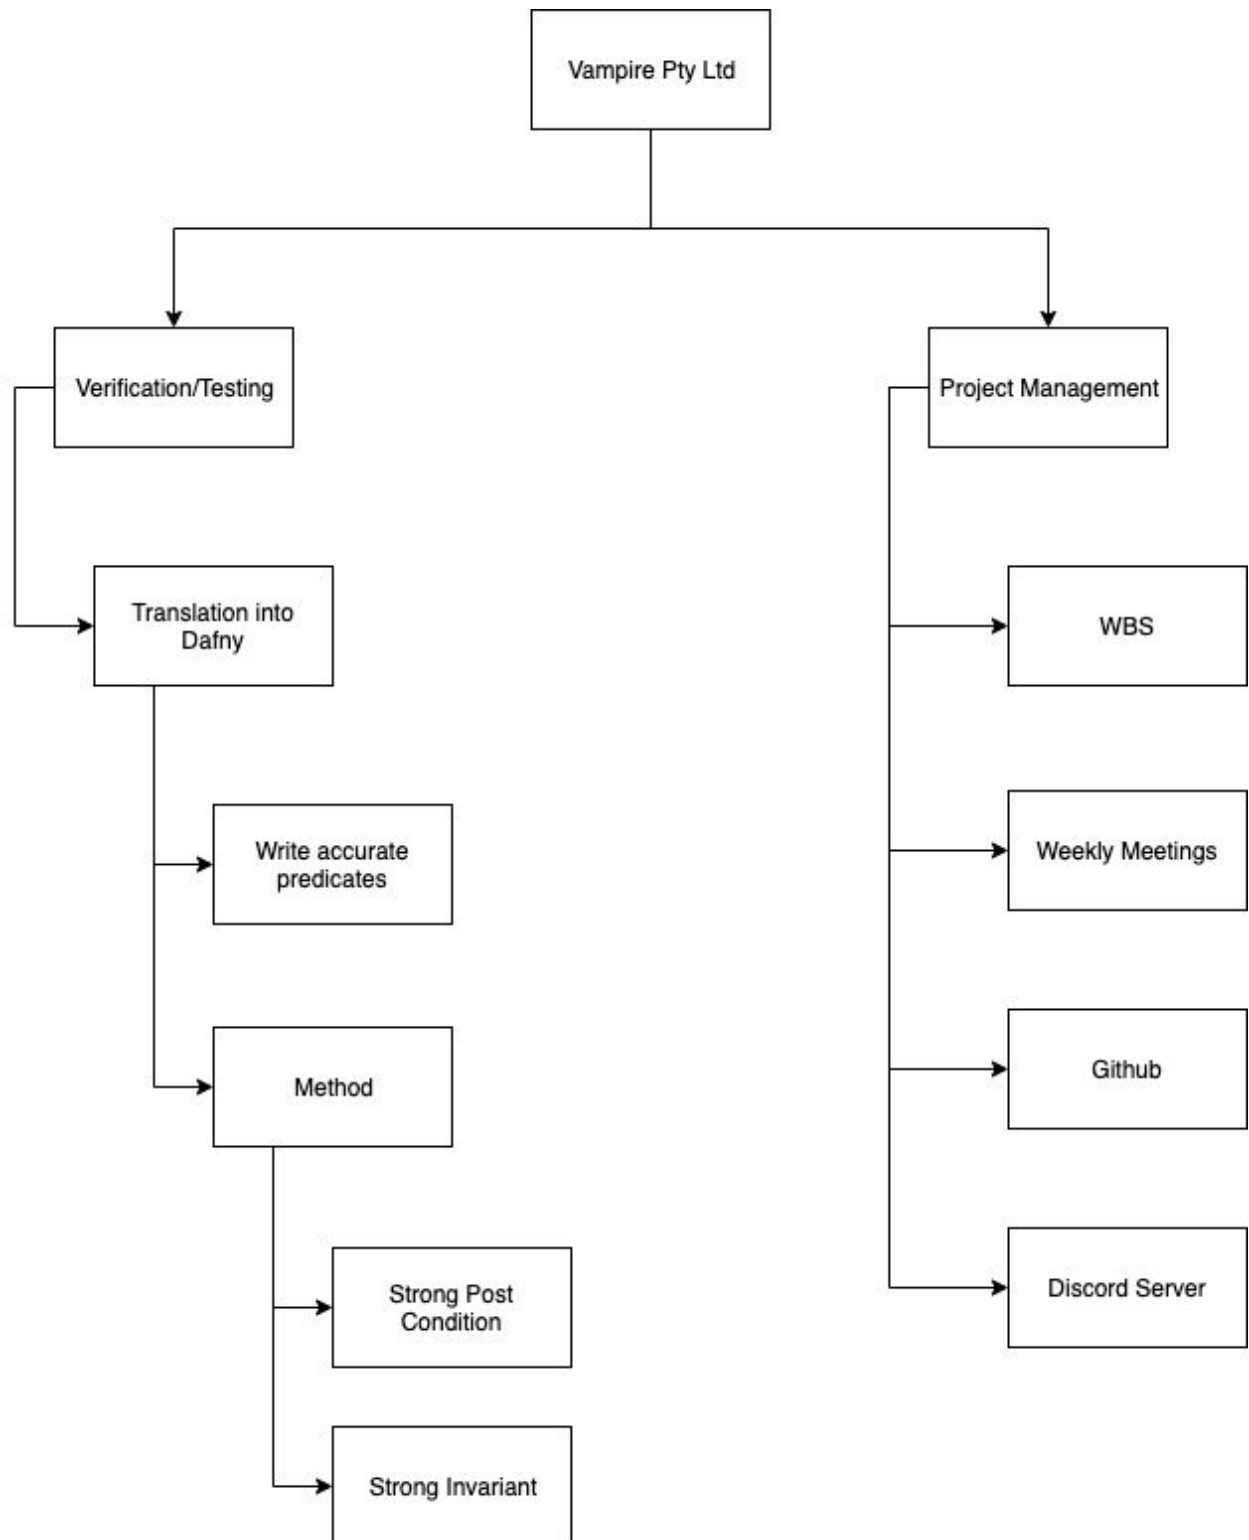 Vampire Pty Ltd
Verification/Testing
Project Management
Translation into
Dafny
WBS
Write accurate
predicates
Weekly Meetings
Method
Github
Strong Post
Condition
Discord Server
Strong Invariant